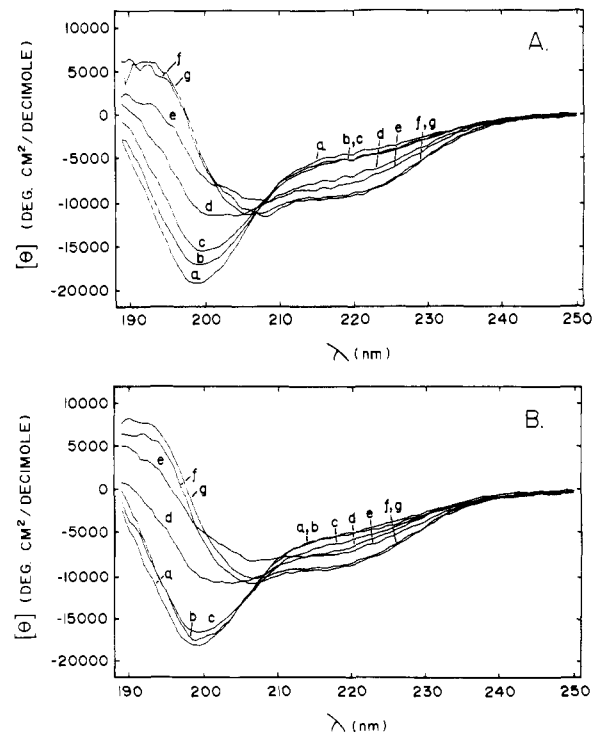 A.
10000
5000
0
-5000
-10000
-15000
-20000
[θ] (DEG. CM²/DECIMOLE)
f
g
e
d
c
b
a
a
b,c
d
e
f,g
190
200
210
220
230
240
250
λ (nm)
B.
10000
5000
0
-5000
-10000
-15000
-20000
[θ] (DEG. CM²/DECIMOLE)
e
f
g
d
a
b
c
a,b
c
d
e
f,g
190
200
210
220
230
240
250
λ (nm)